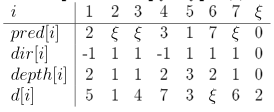 i 1 2 3 4 5 6 7 ξ
pred[i] 2 ξ ξ 3 1 7 ξ 0
dir[i] -1 1 1 -1 1 1 1 0
depth[i] 2 1 1 2 3 2 1 0
d[i] 5 1 4 7 3 ξ 6 2